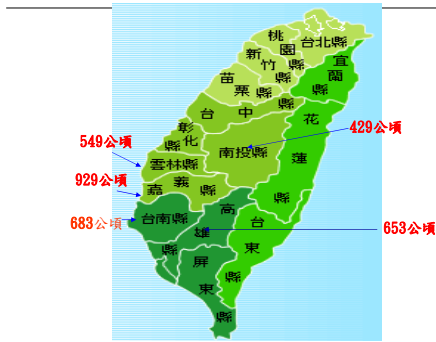 桃園縣
台北縣
新竹縣
宜蘭縣
苗栗縣
台中縣
花蓮縣
彰化縣
南投縣
429公頃
549公頃
雲林縣
929公頃
嘉義縣
683公頃
台南縣
高雄縣
653公頃
台東縣
屏東縣